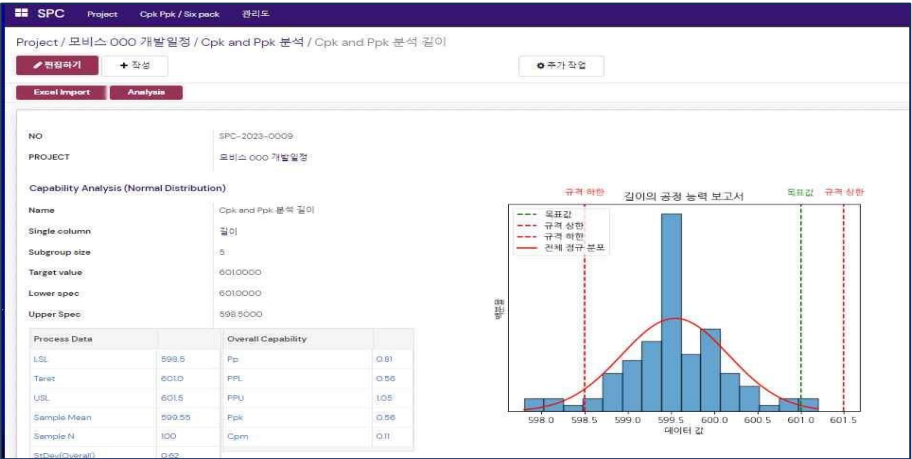 SPC Project Cpk Ppk / Six pack 관리도
Project / 모비스 OOO 개발일정 / Cpk and Ppk 분석 / Cpk and Ppk 분석 길이
편집하기 + 작성 추가 작업
Excel Import Analysis
NO SPC-2023-0009
PROJECT 모비스 OOO 개발일정
Capability Analysis (Normal Distribution)
Name Cpk and Ppk 분석 길이
Single column 길이
Subgroup size 5
Target value 601.0000
Lower spec 601.0000
Upper Spec 598.5000
Process Data Overall Capability
LSL 598.5 Pp 0.81
Taret 601.0 PPL 0.56
USL 601.5 PPU 1.05
Sample Mean 599.55 Ppk 0.56
Sample N 100 Cpm 0.11
StDev(Overall) 0.62
규격 하한 길이의 공정 능력 보고서 목표값 규격 상한
목표값
규격 상한
규격 하한
전체 정규 분포
598.0 598.5 599.0 599.5 600.0 600.5 601.0 601.5
데이터 값